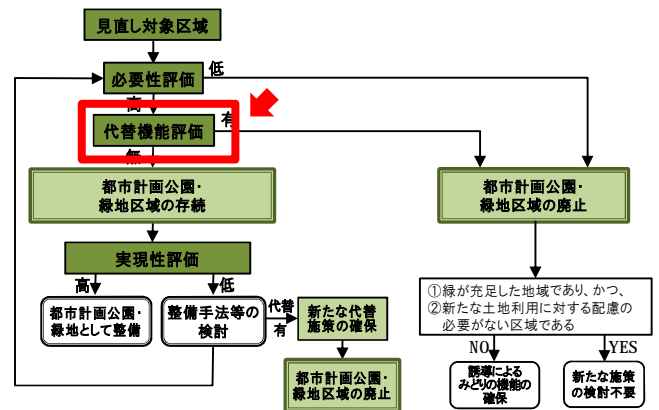 見直し対象区域
必要性評価
低
高
代替機能評価
有
無
都市計画公園・
緑地区域の存続
都市計画公園・
緑地区域の廃止
実現性評価
高
低
都市計画公園・
緑地として整備
整備手法等の
検討
代替
有
新たな代替
施策の確保
都市計画公園・
緑地区域の廃止
①緑が充足した地域であり、かつ、
②新たな土地利用に対する配慮の
必要がない区域である
NO
YES
誘導による
みどりの機能の
確保
新たな施策
の検討不要